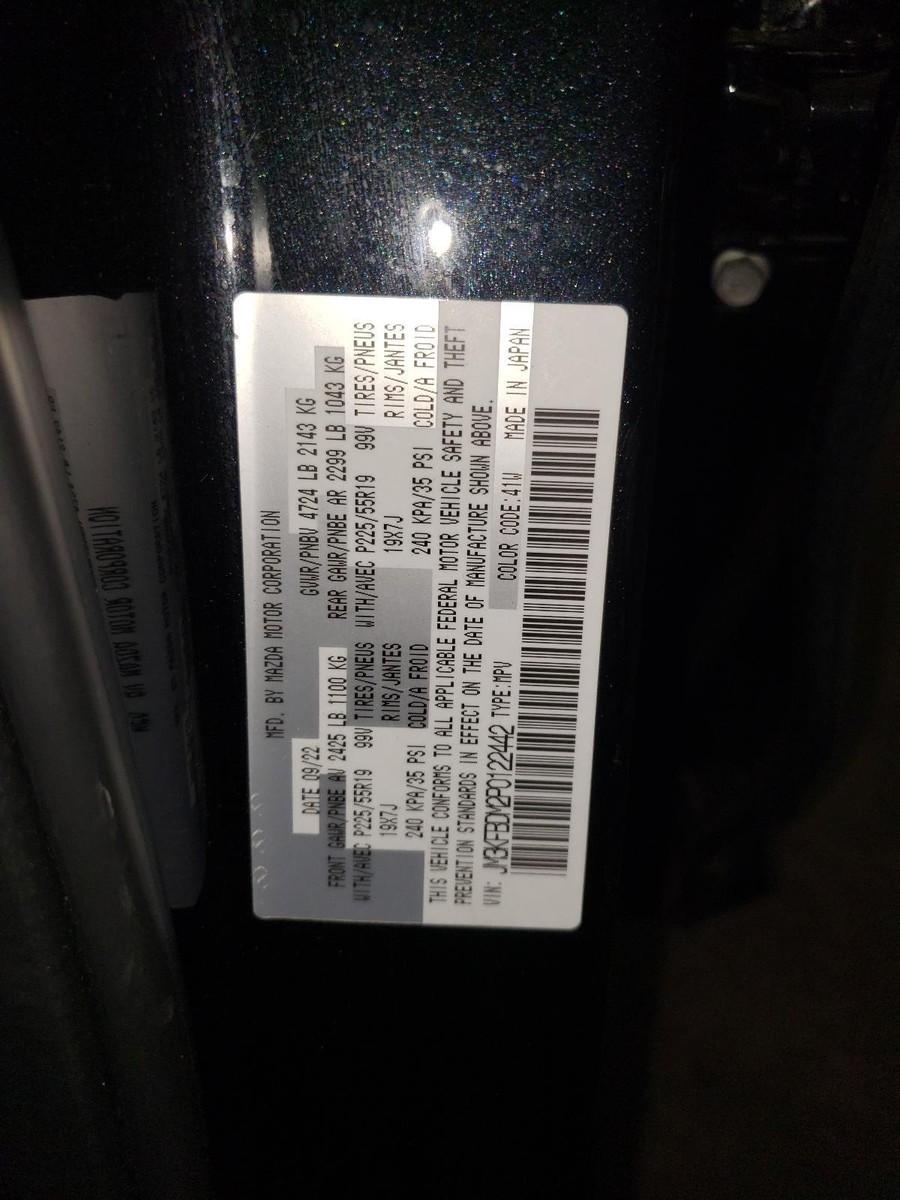 MFD. BY MAZDA MOTOR CORPORATION
DATE 09/22 GVWR/PNBV 4724 LB 2143 KG
FRONT GAWR/PNBE AV 2425 LB 1100 KG REAR GAWR/PNBE AR 2299 LB 1043 KG
WITH/AVEC P225/55R19 99V TIRES/PNEUS WITH/AVEC P225/55R19 99V TIRES/PNEUS
19X7J RIMS/JANTES 19X7J RIMS/JANTES
240 KPA/35 PSI COLD/A FROID 240 KPA/35 PSI COLD/A FROID
THIS VEHICLE CONFORMS TO ALL APPLICABLE FEDERAL MOTOR VEHICLE SAFETY AND THEFT
PREVENTION STANDARDS IN EFFECT ON THE DATE OF MANUFACTURE SHOWN ABOVE.
VIN: JM3KFBDM2P0122442 TYPE:MPV COLOR CODE:41W MADE IN JAPAN
MOTOR CORPORATION